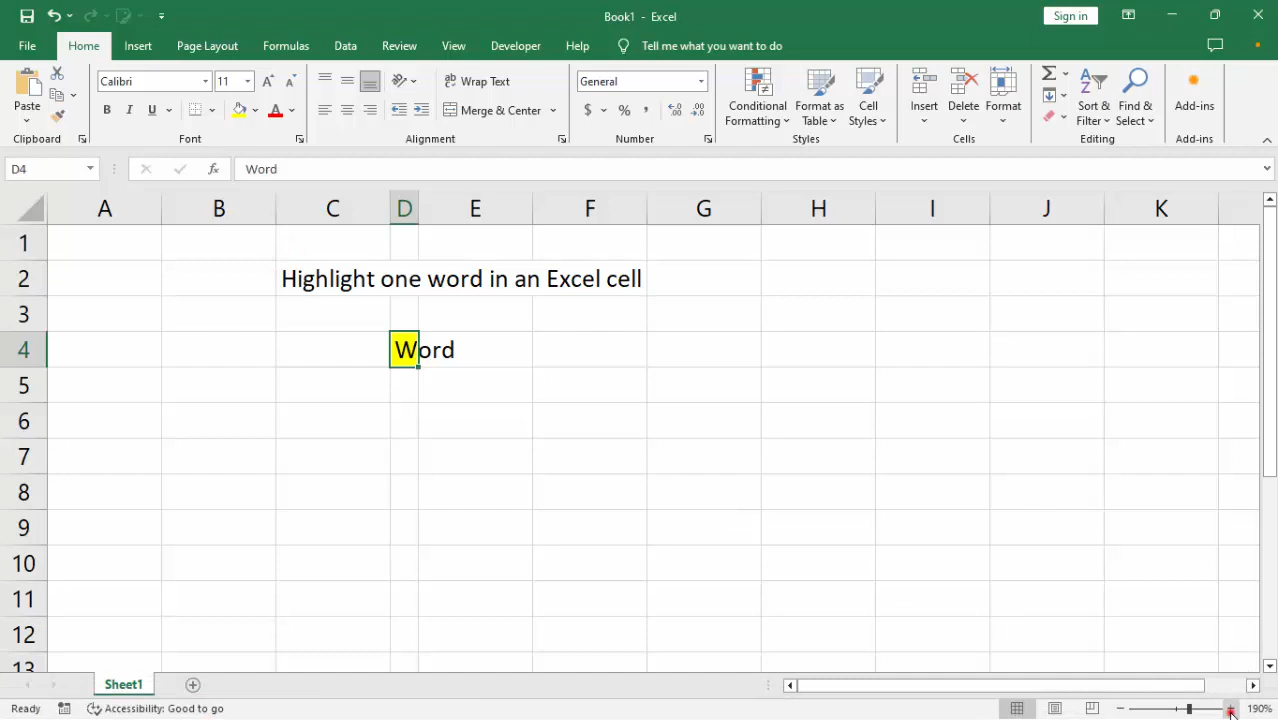 Book1 - Excel
Sign in
File Home Insert Page Layout Formulas Data Review View Developer Help Tell me what you want to do
Calibri 11 Wrap Text General
Paste B I U Merge & Center $ % , Conditional Formatting Format as Table Cell Styles Insert Delete Format Sort & Filter Find & Select Add-ins
Clipboard Font Alignment Number Styles Cells Editing Add-ins
D4 fx Word
A B C D E F G H I J K
1
2 Highlight one word in an Excel cell
3
4 Word
5
6
7
8
9
10
11
12
13
Sheet1
Ready Accessibility: Good to go 190%